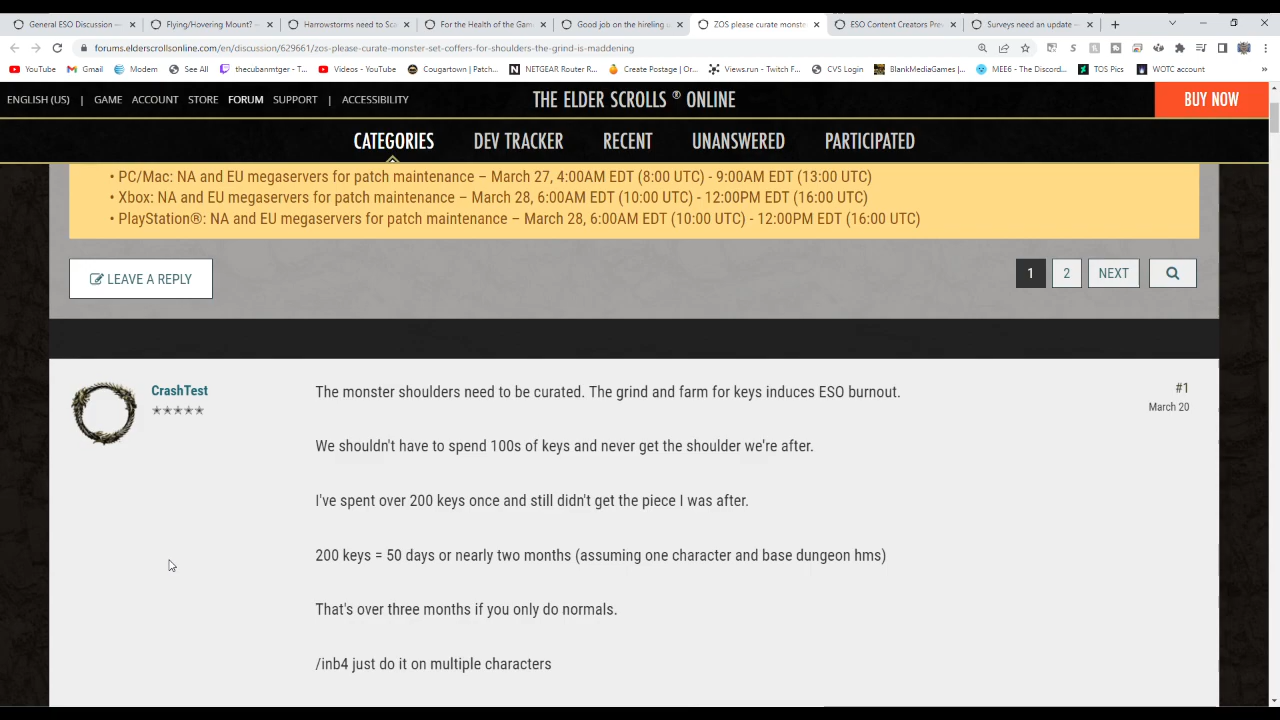 General ESO Discussion —
Flying/Hovering Mount? –
Harrowstorms need to Sca
For the Health of the Gam
Good job on the hireling u
ZOS please curate monste
ESO Content Creators Prev
Surveys need an update –
forums.elderscrollsonline.com/en/discussion/629661/zos-please-curate-monster-set-coffers-for-shoulders-the-grind-is-maddening
YouTube
Gmail
Modem
See All
thecubanmtger - T...
Videos - YouTube
Cougartown | Patch...
NETGEAR Router R...
Create Postage | Or...
Views.run - Twitch F...
CVS Login
BlankMediaGames |...
MEE6 - The Discord...
TOS Pics
WOTC account
»
ENGLISH (US) | GAME ACCOUNT STORE FORUM SUPPORT | ACCESSIBILITY
THE ELDER SCROLLS ® ONLINE
BUY NOW
CATEGORIES DEV TRACKER RECENT UNANSWERED PARTICIPATED
• PC/Mac: NA and EU megaservers for patch maintenance – March 27, 4:00AM EDT (8:00 UTC) - 9:00AM EDT (13:00 UTC)
• Xbox: NA and EU megaservers for patch maintenance – March 28, 6:00AM EDT (10:00 UTC) - 12:00PM EDT (16:00 UTC)
• PlayStation®: NA and EU megaservers for patch maintenance – March 28, 6:00AM EDT (10:00 UTC) - 12:00PM EDT (16:00 UTC)
LEAVE A REPLY
1 2 NEXT
CrashTest
★★★★★
#1
March 20
The monster shoulders need to be curated. The grind and farm for keys induces ESO burnout.
We shouldn't have to spend 100s of keys and never get the shoulder we're after.
I've spent over 200 keys once and still didn't get the piece I was after.
200 keys = 50 days or nearly two months (assuming one character and base dungeon hms)
That's over three months if you only do normals.
/inb4 just do it on multiple characters